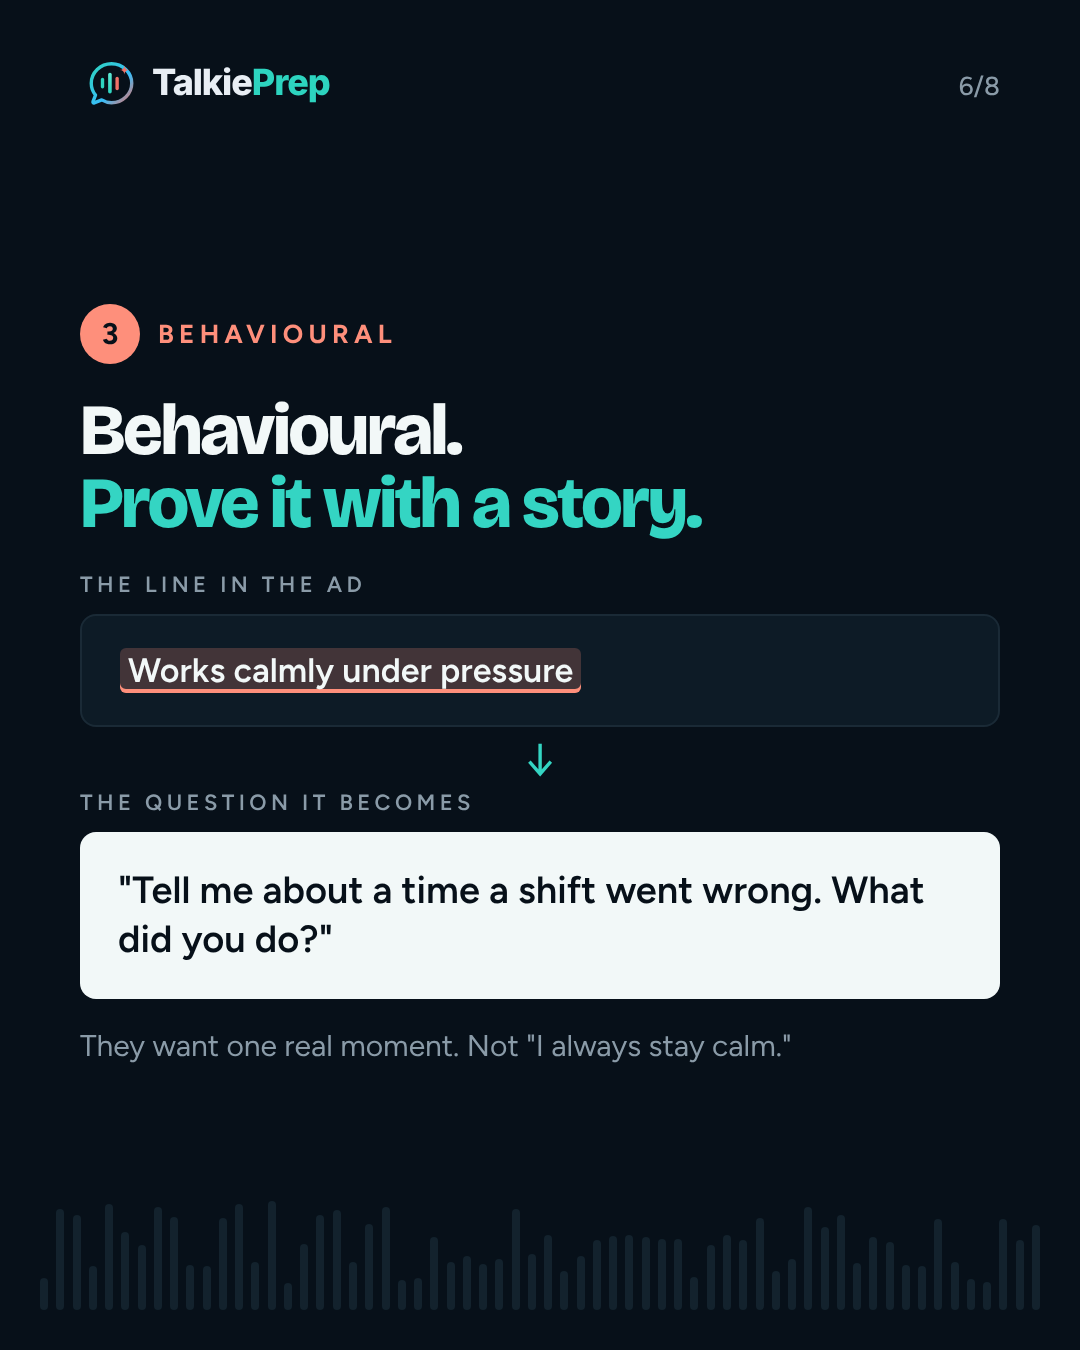 TalkiePrep
6/8
3 BEHAVIOURAL
Behavioural.
Prove it with a story.
THE LINE IN THE AD
Works calmly under pressure
THE QUESTION IT BECOMES
"Tell me about a time a shift went wrong. What
did you do?"
They want one real moment. Not "I always stay calm."